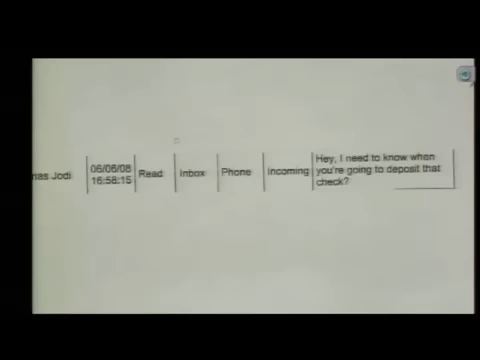 nas Jodi 06/06/08 16:58:15 Read Inbox Phone Incoming Hey, I need to know when
you're going to deposit that
check?